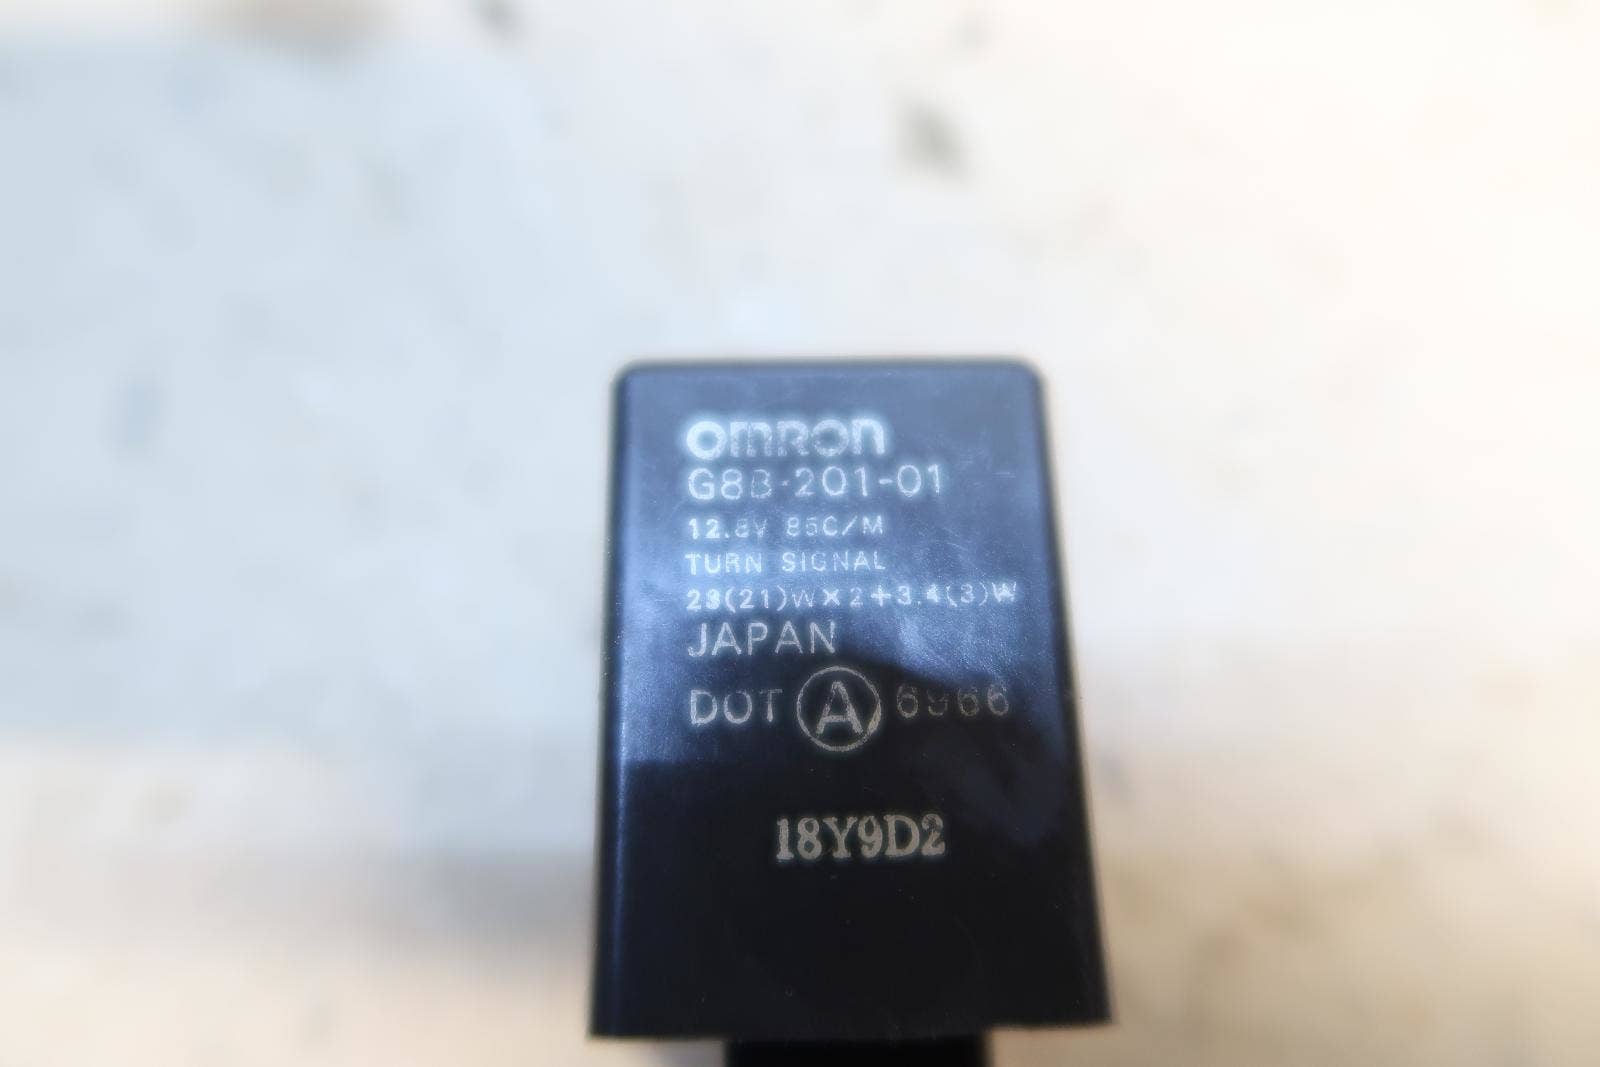 OMRON
G8B-201-01
12.8V 85C/M
TURN SIGNAL
23(21)W×2+3.4(3)W
JAPAN
DOT A 6966
18Y9D2